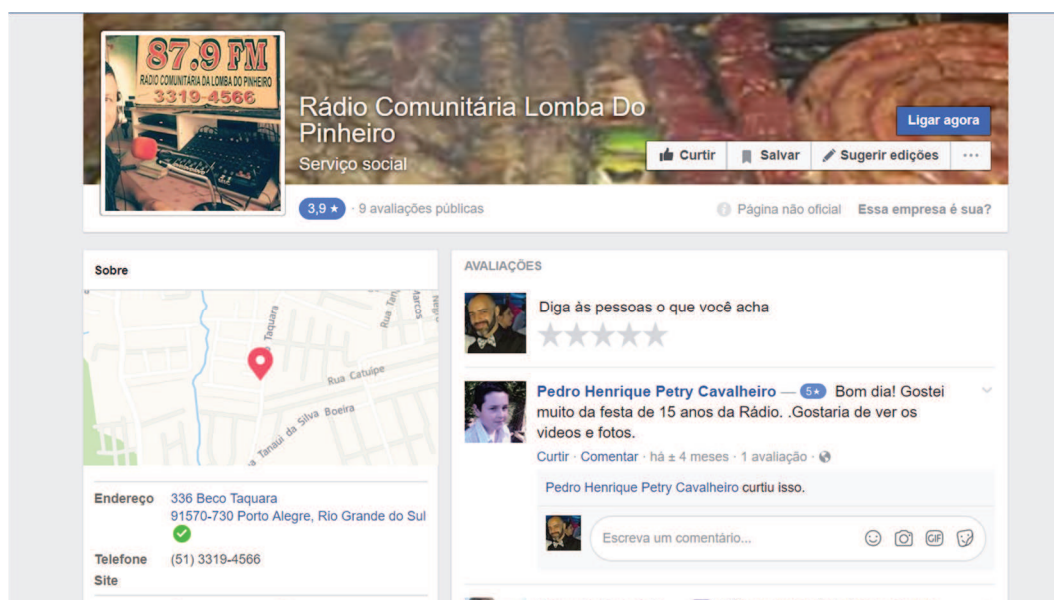 87.9 FM
RÁDIO COMUNITÁRIA DA LOMBA DO PINHEIRO
3319-4566
Rádio Comunitária Lomba Do
Pinheiro
Serviço social
Ligar agora
Curtir
Salvar
Sugerir edições
3,9 ★ · 9 avaliações públicas
Página não oficial
Essa empresa é sua?
Sobre
Taquara
Rua Tan
Marcos
Rua Catuípe
Tanauí da Silva Boeira
Endereço 336 Beco Taquara
91570-730 Porto Alegre, Rio Grande do Sul
Telefone (51) 3319-4566
Site
AVALIAÇÕES
Diga às pessoas o que você acha
Pedro Henrique Petry Cavalheiro — 5★ Bom dia! Gostei
muito da festa de 15 anos da Rádio. .Gostaria de ver os
videos e fotos.
Curtir · Comentar · há ± 4 meses · 1 avaliação ·
Pedro Henrique Petry Cavalheiro curtiu isso.
Escreva um comentário...
GIF